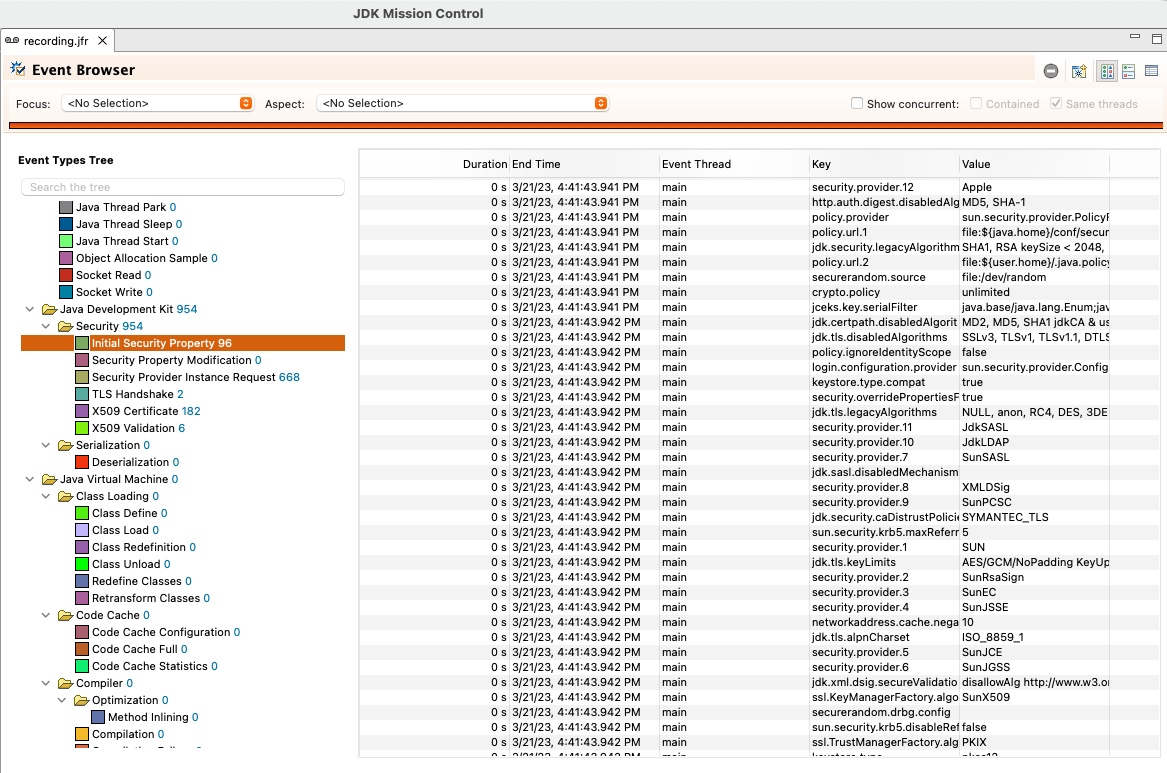 JDK Mission Control
recording.jfr
Event Browser
Focus: <No Selection> Aspect: <No Selection> Show concurrent: Contained Same threads
Event Types Tree
Search the tree
Java Thread Park 0
Java Thread Sleep 0
Java Thread Start 0
Object Allocation Sample 0
Socket Read 0
Socket Write 0
Java Development Kit 954
Security 954
Initial Security Property 96
Security Property Modification 0
Security Provider Instance Request 668
TLS Handshake 2
X509 Certificate 182
X509 Validation 6
Serialization 0
Deserialization 0
Java Virtual Machine 0
Class Loading 0
Class Define 0
Class Load 0
Class Redefinition 0
Class Unload 0
Redefine Classes 0
Retransform Classes 0
Code Cache 0
Code Cache Configuration 0
Code Cache Full 0
Code Cache Statistics 0
Compiler 0
Optimization 0
Method Inlining 0
Compilation 0
Duration End Time Event Thread Key Value
0 s 3/21/23, 4:41:43.941 PM main security.provider.12 Apple
0 s 3/21/23, 4:41:43.941 PM main http.auth.digest.disabledAlg MD5, SHA-1
0 s 3/21/23, 4:41:43.941 PM main policy.provider sun.security.provider.PolicyF
0 s 3/21/23, 4:41:43.941 PM main policy.url.1 file:${java.home}/conf/secur
0 s 3/21/23, 4:41:43.941 PM main jdk.security.legacyAlgorithm SHA1, RSA keySize < 2048,
0 s 3/21/23, 4:41:43.941 PM main policy.url.2 file:${user.home}/.java.policy
0 s 3/21/23, 4:41:43.941 PM main securerandom.source file:/dev/random
0 s 3/21/23, 4:41:43.941 PM main crypto.policy unlimited
0 s 3/21/23, 4:41:43.941 PM main jceks.key.serialFilter java.base/java.lang.Enum;jav
0 s 3/21/23, 4:41:43.942 PM main jdk.certpath.disabledAlgorit MD2, MD5, SHA1 jdkCA & us
0 s 3/21/23, 4:41:43.942 PM main jdk.tls.disabledAlgorithms SSLv3, TLSv1, TLSv1.1, DTLS
0 s 3/21/23, 4:41:43.942 PM main policy.ignoreIdentityScope false
0 s 3/21/23, 4:41:43.942 PM main login.configuration.provider sun.security.provider.Config
0 s 3/21/23, 4:41:43.942 PM main keystore.type.compat true
0 s 3/21/23, 4:41:43.942 PM main security.overridePropertiesF true
0 s 3/21/23, 4:41:43.942 PM main jdk.tls.legacyAlgorithms NULL, anon, RC4, DES, 3DE
0 s 3/21/23, 4:41:43.942 PM main security.provider.11 JdkSASL
0 s 3/21/23, 4:41:43.942 PM main security.provider.10 JdkLDAP
0 s 3/21/23, 4:41:43.942 PM main security.provider.7 SunSASL
0 s 3/21/23, 4:41:43.942 PM main jdk.sasl.disabledMechanism
0 s 3/21/23, 4:41:43.942 PM main security.provider.8 XMLDSig
0 s 3/21/23, 4:41:43.942 PM main security.provider.9 SunPCSC
0 s 3/21/23, 4:41:43.942 PM main jdk.security.caDistrustPolicie SYMANTEC_TLS
0 s 3/21/23, 4:41:43.942 PM main sun.security.krb5.maxReferr 5
0 s 3/21/23, 4:41:43.942 PM main security.provider.1 SUN
0 s 3/21/23, 4:41:43.942 PM main jdk.tls.keyLimits AES/GCM/NoPadding KeyUp
0 s 3/21/23, 4:41:43.942 PM main security.provider.2 SunRsaSign
0 s 3/21/23, 4:41:43.942 PM main security.provider.3 SunEC
0 s 3/21/23, 4:41:43.942 PM main security.provider.4 SunJSSE
0 s 3/21/23, 4:41:43.942 PM main networkaddress.cache.nega 10
0 s 3/21/23, 4:41:43.942 PM main jdk.tls.alpnCharset ISO_8859_1
0 s 3/21/23, 4:41:43.942 PM main security.provider.5 SunJCE
0 s 3/21/23, 4:41:43.942 PM main security.provider.6 SunJGSS
0 s 3/21/23, 4:41:43.942 PM main jdk.xml.dsig.secureValidatio disallowAlg http://www.w3.or
0 s 3/21/23, 4:41:43.942 PM main ssl.KeyManagerFactory.algo SunX509
0 s 3/21/23, 4:41:43.942 PM main securerandom.drbg.config
0 s 3/21/23, 4:41:43.942 PM main sun.security.krb5.disableRef false
0 s 3/21/23, 4:41:43.942 PM main ssl.TrustManagerFactory.alg PKIX